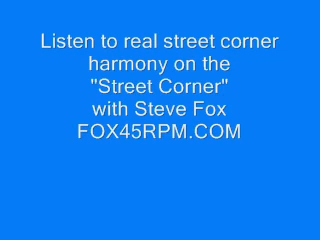 Listen to real street corner
harmony on the
"Street Corner"
with Steve Fox
FOX45RPM.COM